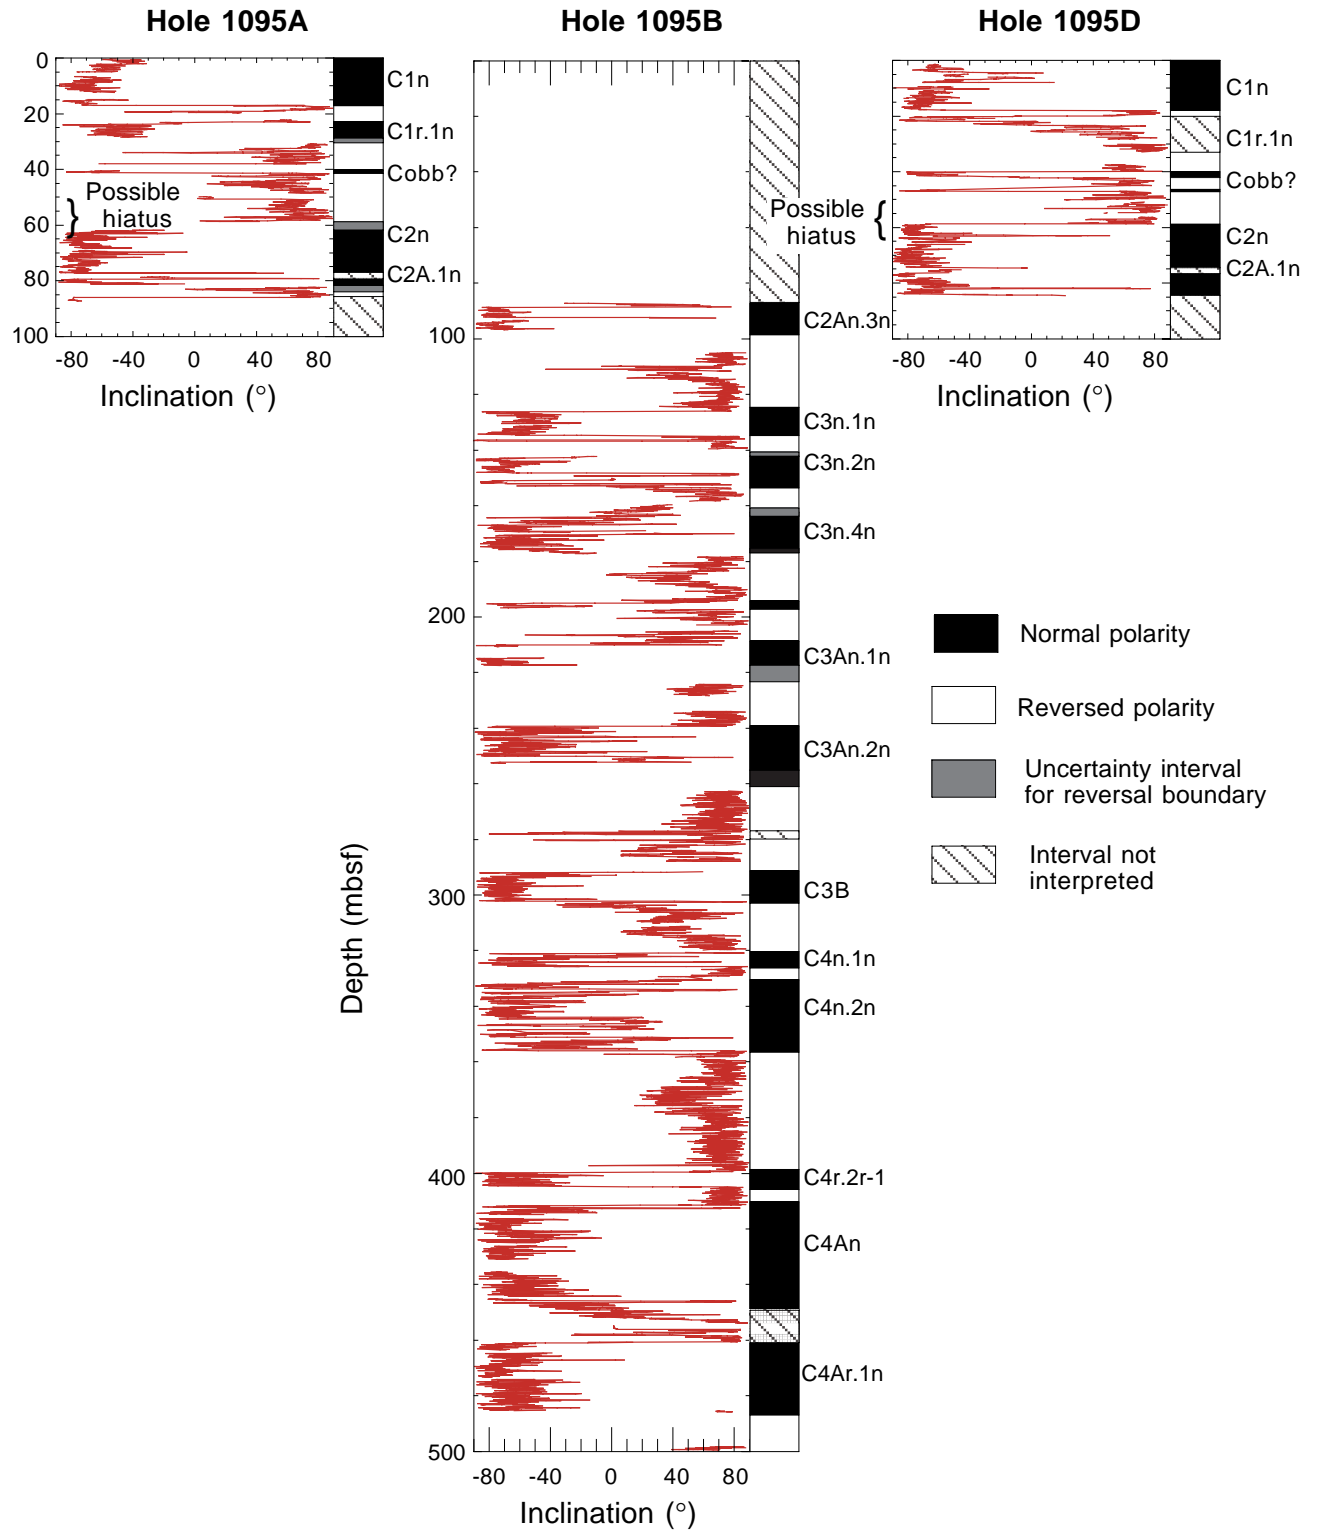 Hole 1095A
Hole 1095B
Hole 1095D
0
20
40
60
80
100
C1n
C1r.1n
Cobb?
C2n
C2A.1n
Possible
hiatus
}
-80
-40
0
40
80
Inclination (°)
Possible
hiatus
{
C1n
C1r.1n
Cobb?
C2n
C2A.1n
-80
-40
0
40
80
Inclination (°)
100
200
300
400
500
Depth (mbsf)
C2An.3n
C3n.1n
C3n.2n
C3n.4n
C3An.1n
C3An.2n
C3B
C4n.1n
C4n.2n
C4r.2r-1
C4An
C4Ar.1n
-80
-40
0
40
80
Inclination (°)
Normal polarity
Reversed polarity
Uncertainty interval
for reversal boundary
Interval not
interpreted